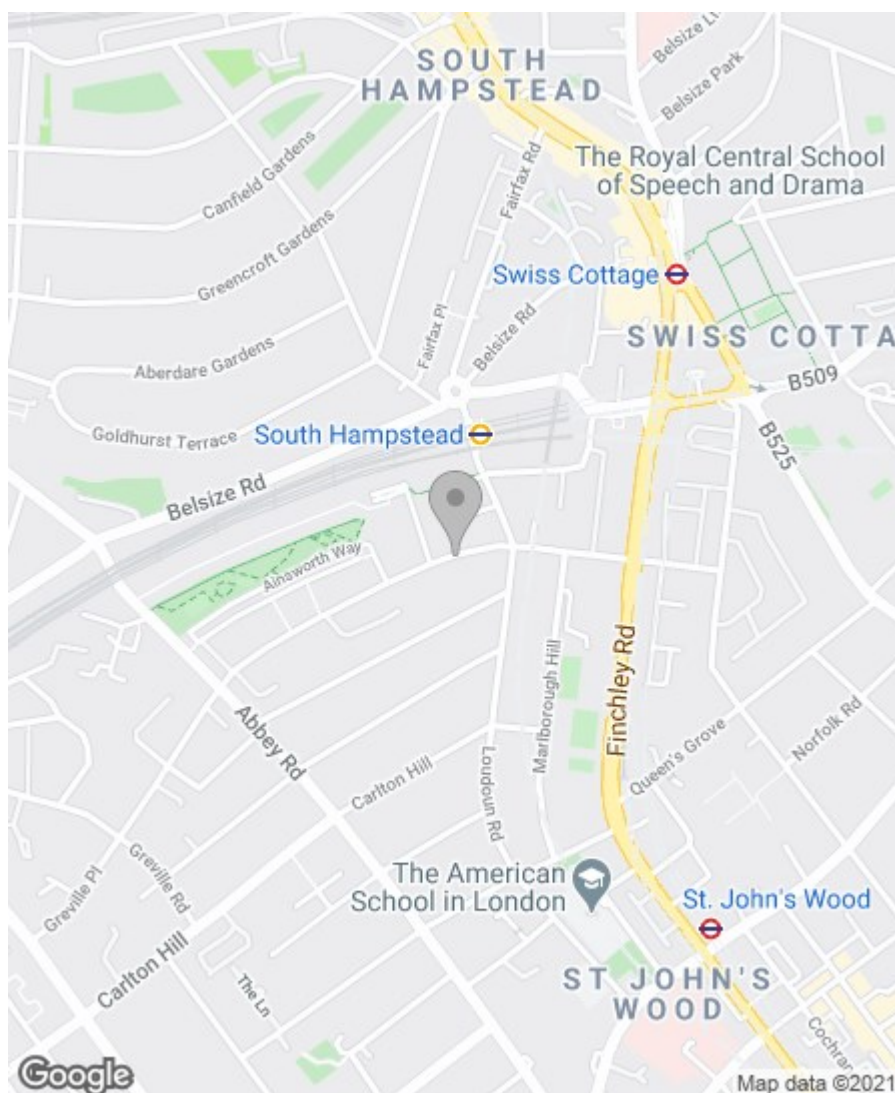 SOUTH
HAMPSTEAD
Belsize Park
The Royal Central School
of Speech and Drama
Fairfax Rd
Canfield Gardens
Greencroft Gardens
Swiss Cottage
SWISS COTTA
Fairfax Pl
Belsize Rd
Aberdare Gardens
B509
Goldhurst Terrace
South Hampstead
B525
Belsize Rd
Ainsworth Way
Marlborough Hill
Finchley Rd
Abbey Rd
Norfolk Rd
Queen's Grove
Loudoun Rd
Carlton Hill
Greville Pl
Greville Rd
The American
School in London
St. John's Wood
Carlton Hill
The Ln
ST JOHN'S
WOOD
Cochran
Google
Map data ©2021